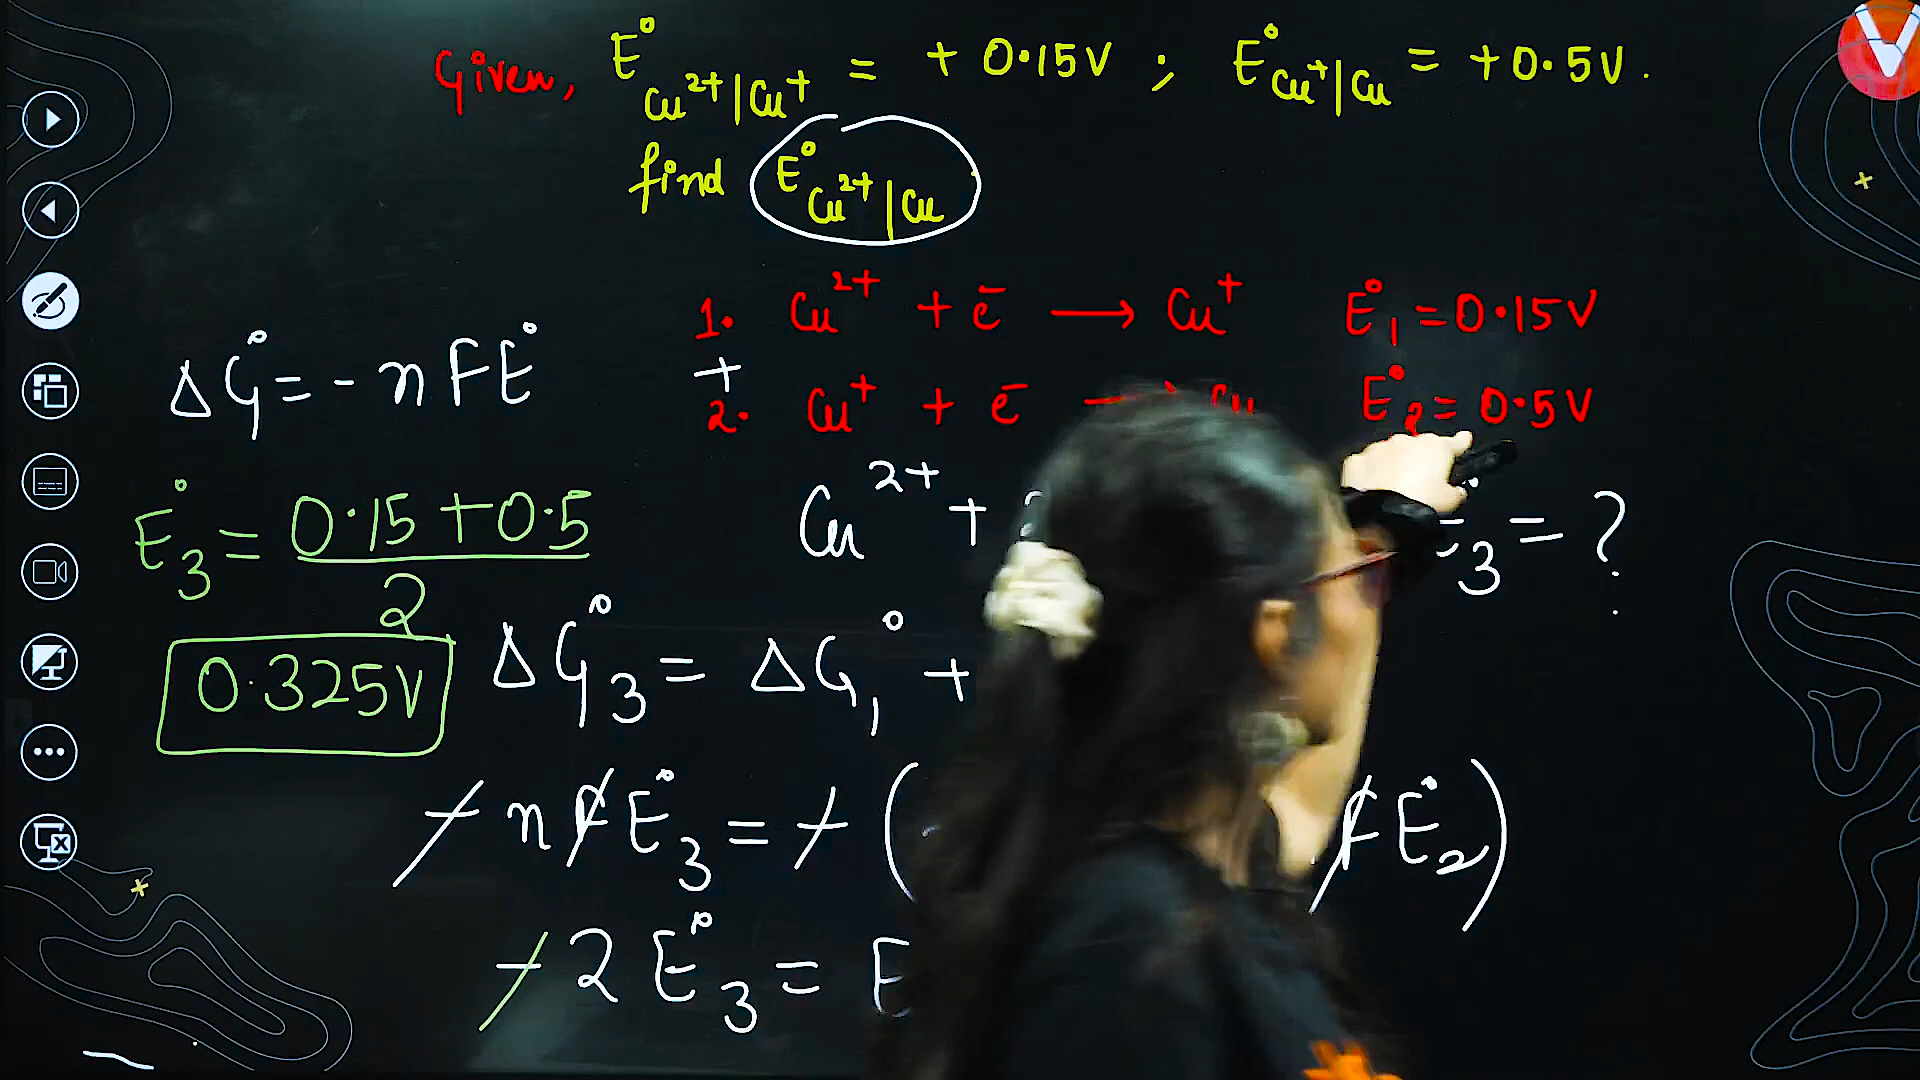 Given, E° Cu²⁺|Cu⁺ = +0.15V ; E° Cu⁺|Cu = +0.5V.
find E° Cu²⁺|Cu
1. Cu²⁺ + e⁻ → Cu⁺ E°₁ = 0.15V
+
2. Cu⁺ + e⁻ → Cu E°₂ = 0.5V
ΔG° = -nFE°
Cu²⁺ + ₃ = ?
E°₃ = 0.15 + 0.5
2
0.325V
ΔG°₃ = ΔG°₁ +
- nFE°₃ = - ( FE°₂)
- 2E°₃ = E